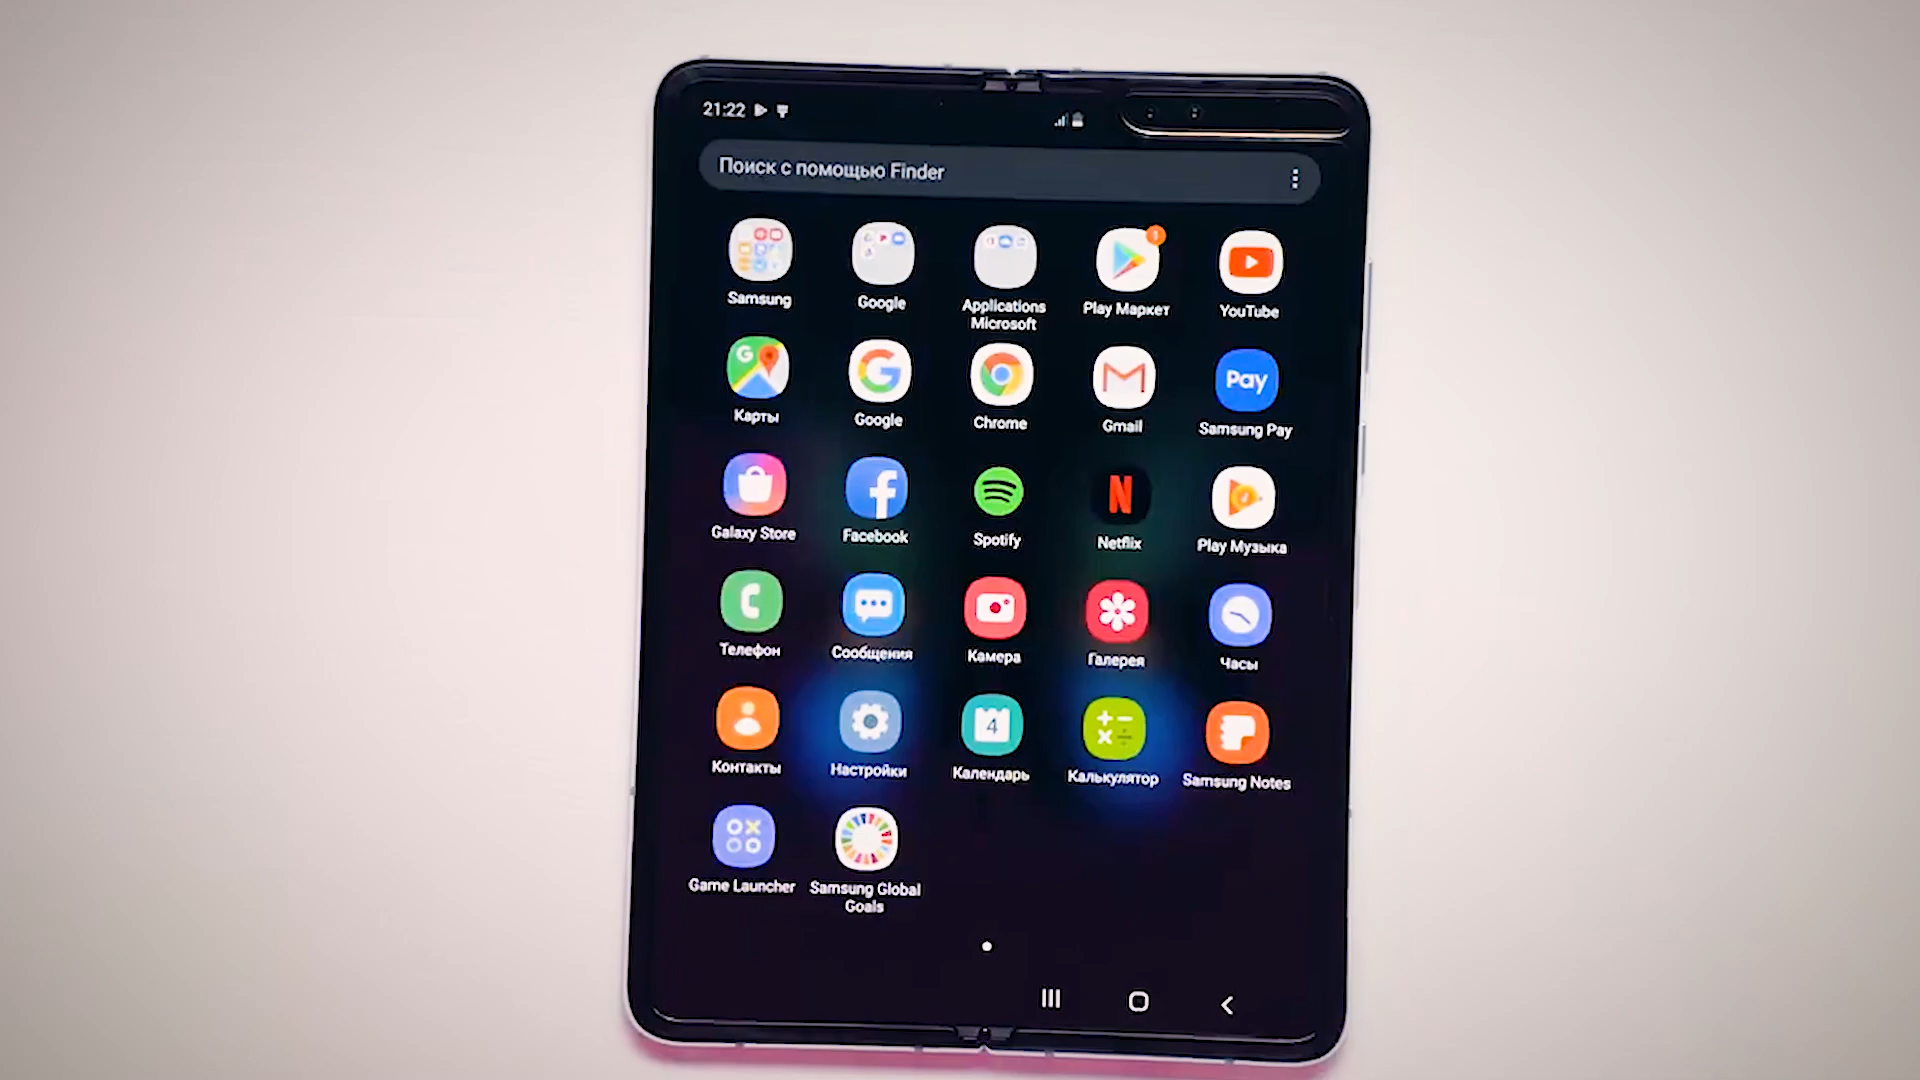 21:22
Поиск с помощью Finder
Samsung
Google
Applications
Microsoft
Play Маркет
1
YouTube
G
Карты
G
Google
Chrome
Gmail
Pay
Samsung Pay
Galaxy Store
Facebook
Spotify
N
Netflix
Play Музыка
Телефон
Сообщения
Камера
Галерея
Часы
Контакты
Настройки
4
Календарь
Калькулятор
Samsung Notes
Game Launcher
Samsung Global
Goals